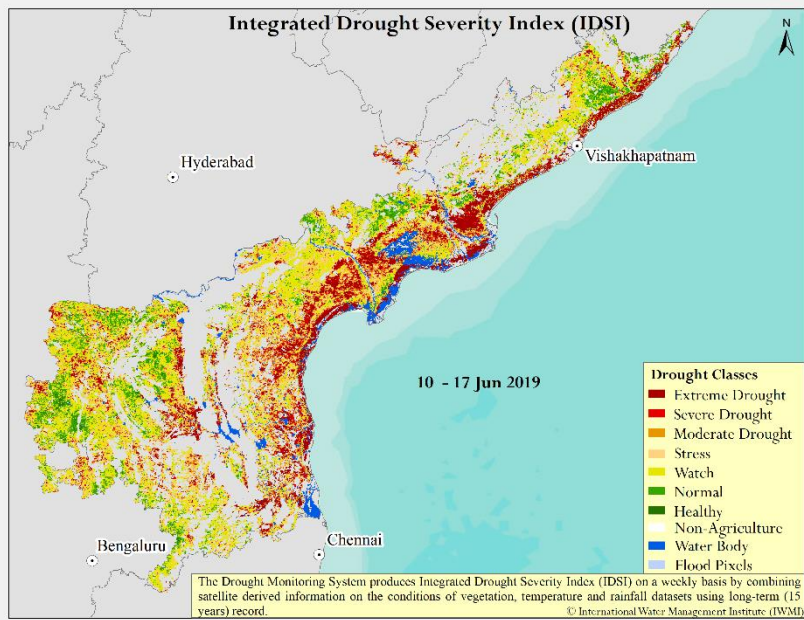 Integrated Drought Severity Index (IDSI)
N
Hyderabad
Vishakhapatnam
10 - 17 Jun 2019
Drought Classes
Extreme Drought
Severe Drought
Moderate Drought
Stress
Watch
Normal
Healthy
Non-Agriculture
Water Body
Flood Pixels
Bengaluru
Chennai
The Drought Monitoring System produces Integrated Drought Severity Index (IDSI) on a weekly basis by combining
satellite derived information on the conditions of vegetation, temperature and rainfall datasets using long-term (15
years) record.
© International Water Management Institute (IWMI)